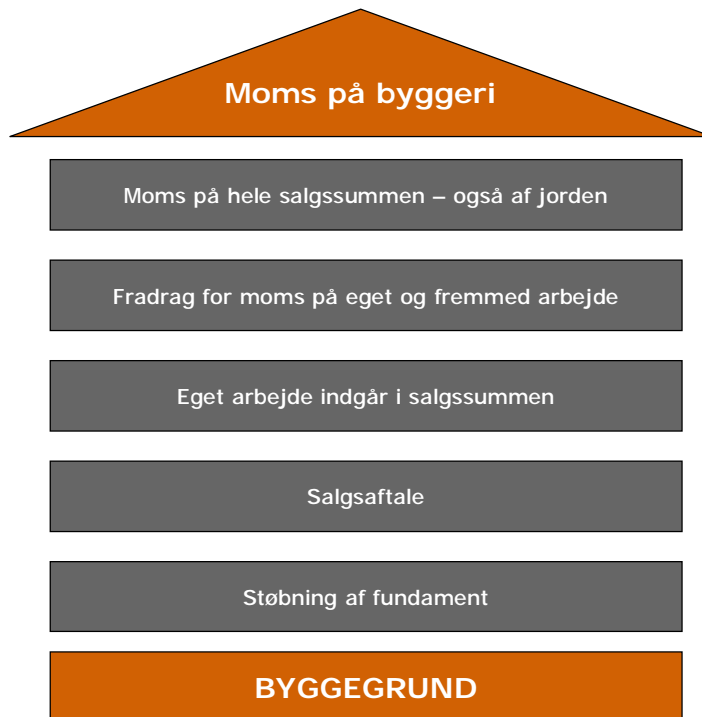 Moms på byggeri
Moms på hele salgssummen – også af jorden
Fradrag for moms på eget og fremmed arbejde
Eget arbejde indgår i salgssummen
Salgsaftale
Støbning af fundament
BYGGEGRUND